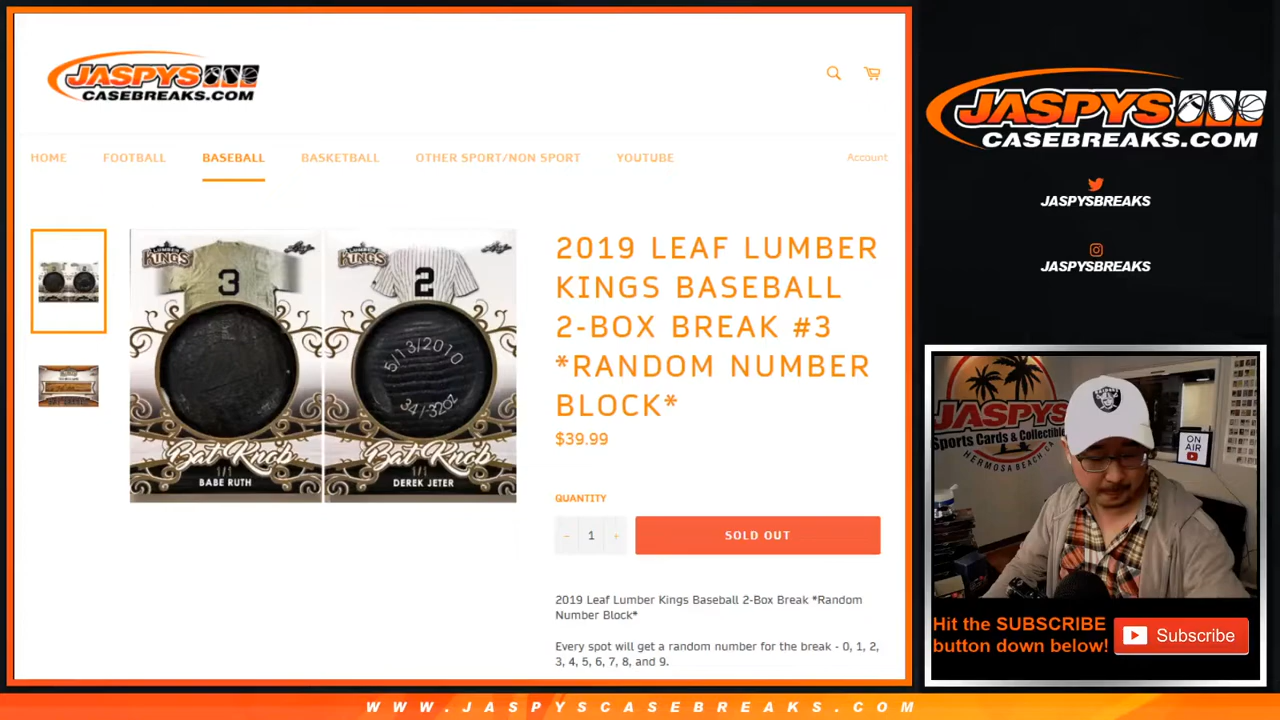 JASPYS
CASEBREAKS.COM
HOME
FOOTBALL
BASEBALL
BASKETBALL
OTHER SPORT/NON SPORT
YOUTUBE
Account
LUMBER
KINGS
Leaf
3
Bat Knob
1/1
BABE RUTH
LUMBER
KINGS
Leaf
2
5/13/2010
34/32oz
Bat Knob
1/1
DEREK JETER
2019 LEAF LUMBER
KINGS BASEBALL
2-BOX BREAK #3
*RANDOM NUMBER
BLOCK*
$39.99
QUANTITY
− 1 +
SOLD OUT
2019 Leaf Lumber Kings Baseball 2-Box Break *Random
Number Block*
Every spot will get a random number for the break - 0, 1, 2,
3, 4, 5, 6, 7, 8, and 9.
JASPYS
CASEBREAKS.COM
JASPYSBREAKS
JASPYSBREAKS
JASPYS
Sports Cards & Collectibles
HERMOSA BEACH CA
RAIDERS
ON
AIR
Hit the SUBSCRIBE
button down below!
Subscribe
WWW.JASPYSCASEBREAKS.COM